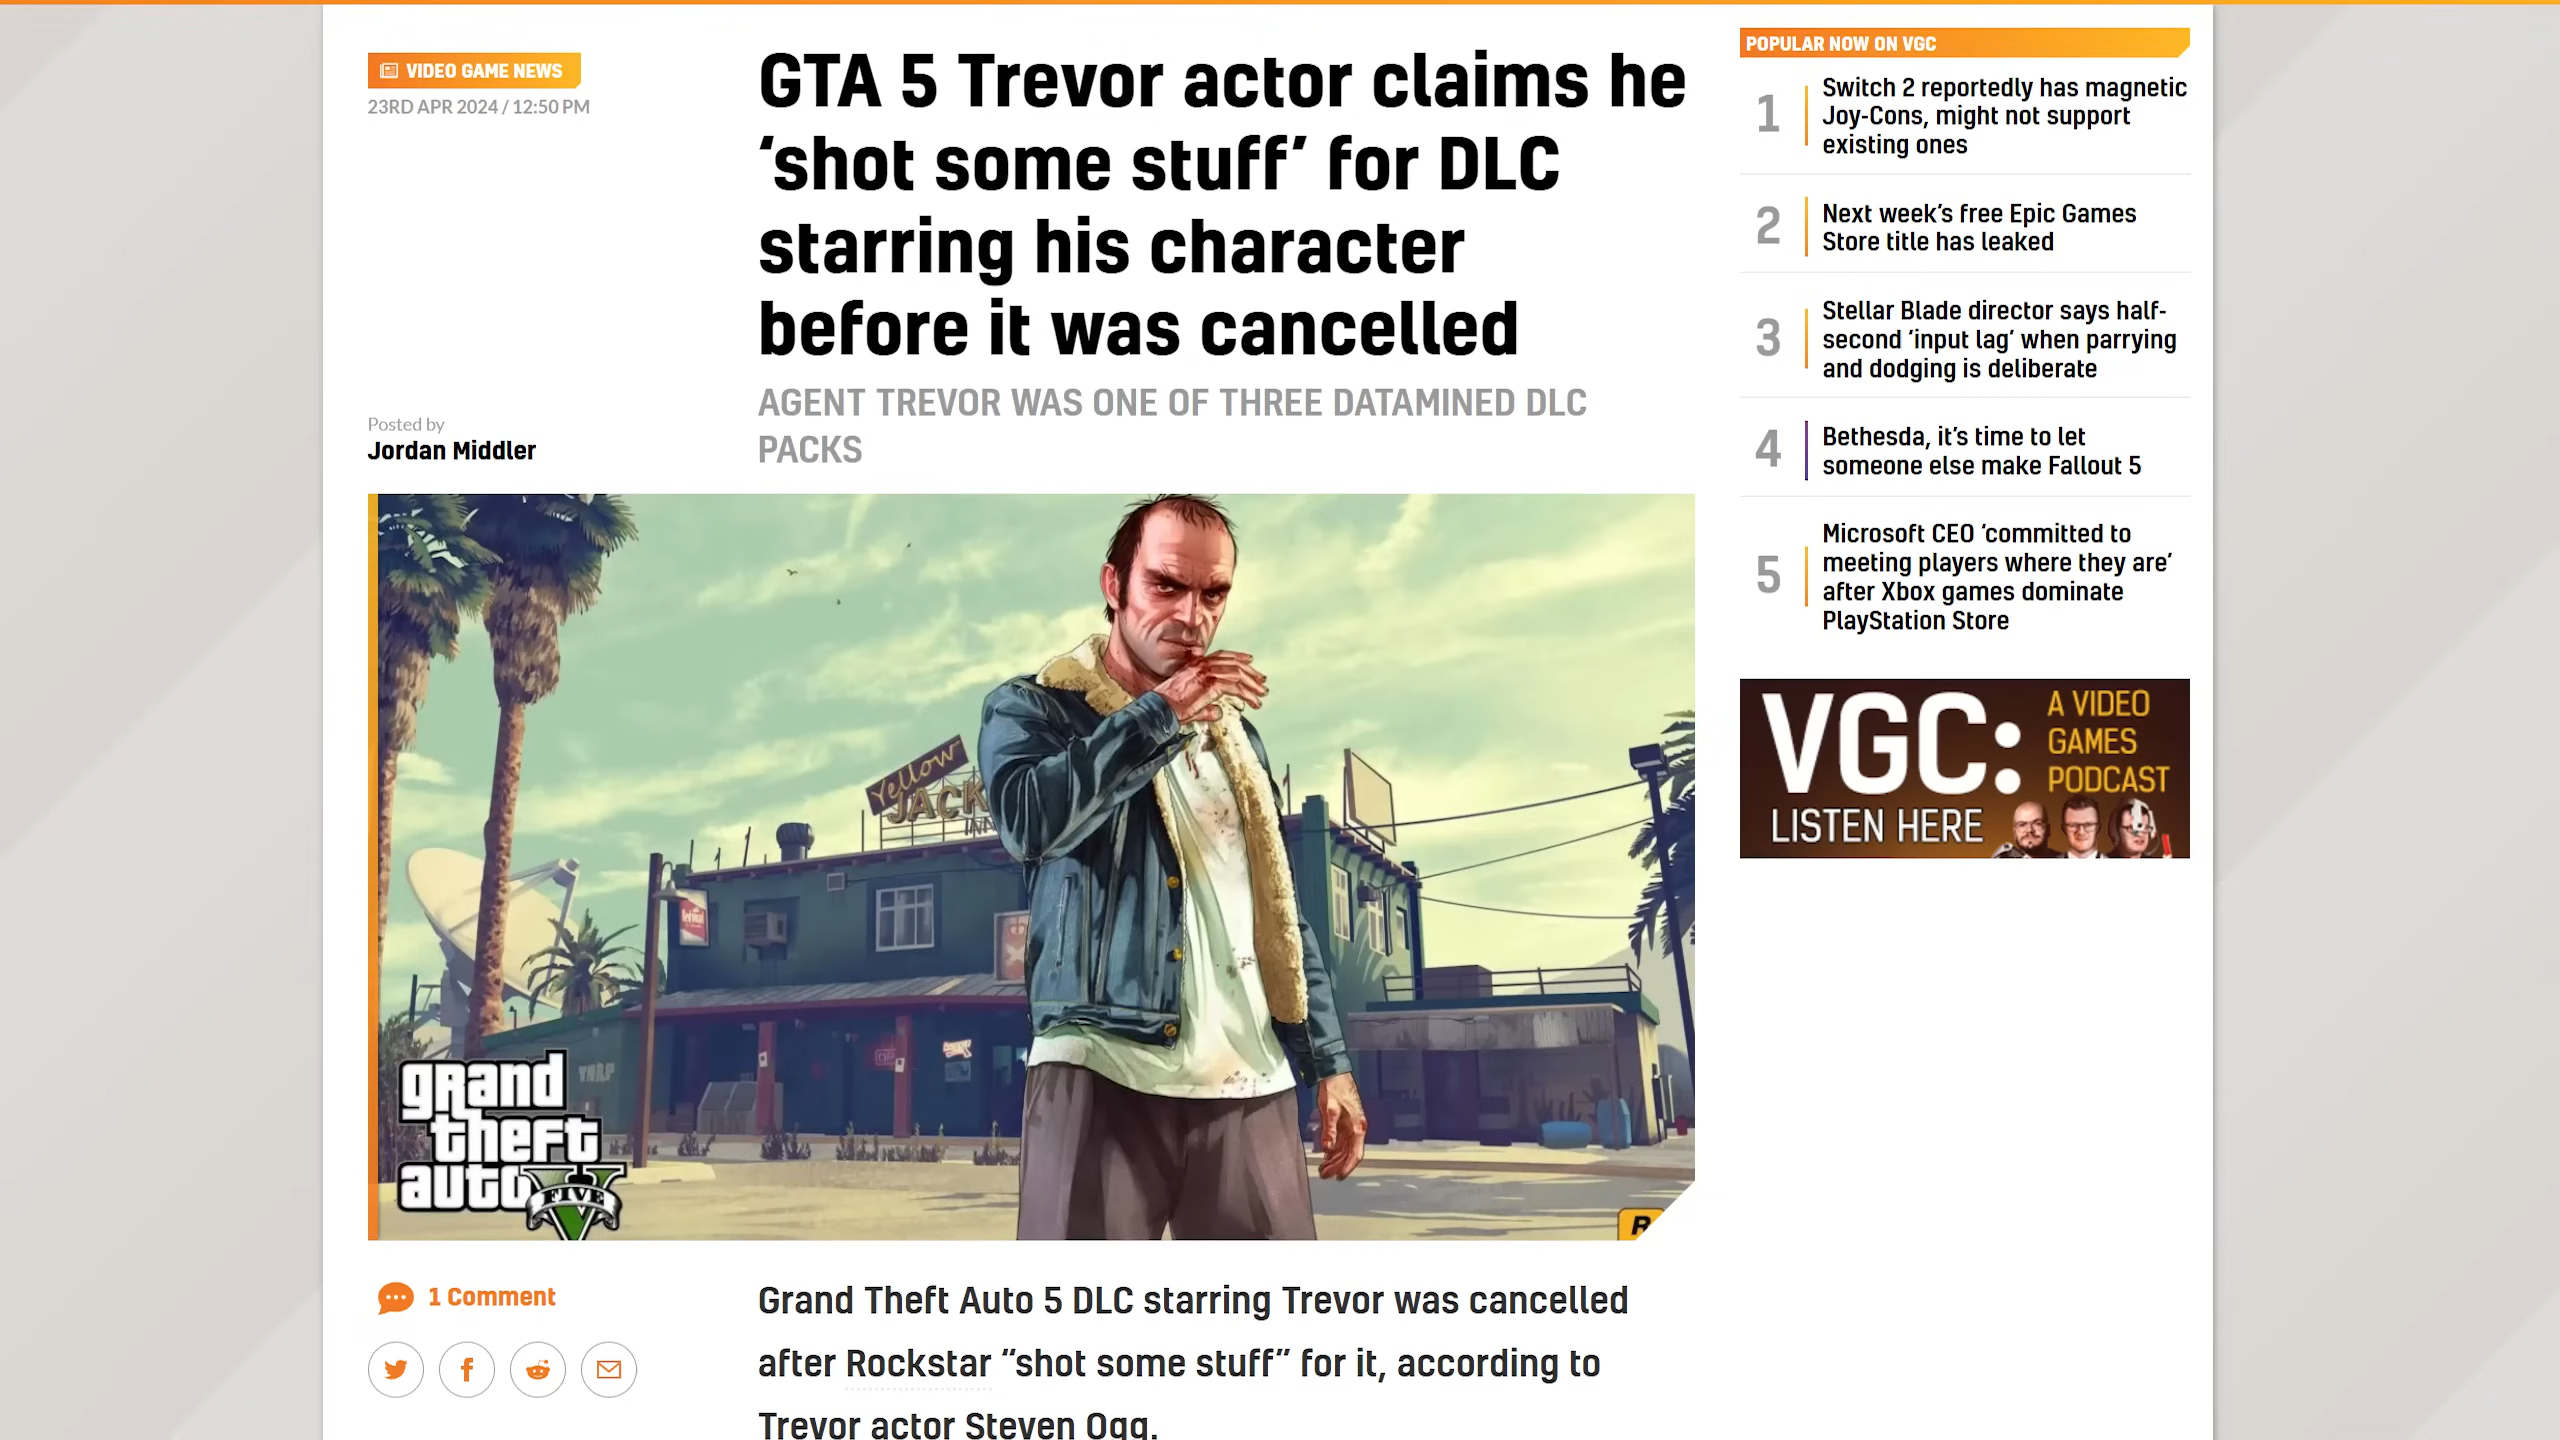 VIDEO GAME NEWS
23RD APR 2024 / 12:50 PM
GTA 5 Trevor actor claims he
‘shot some stuff’ for DLC
starring his character
before it was cancelled
AGENT TREVOR WAS ONE OF THREE DATAMINED DLC
PACKS
Posted by
Jordan Middler
Yellow
JACK
INN
grand
theft
auto
FIVE
V
R
1 Comment
Grand Theft Auto 5 DLC starring Trevor was cancelled
after Rockstar “shot some stuff” for it, according to
Trevor actor Steven Ogg.
POPULAR NOW ON VGC
1
Switch 2 reportedly has magnetic
Joy-Cons, might not support
existing ones
2
Next week’s free Epic Games
Store title has leaked
3
Stellar Blade director says half-
second ‘input lag’ when parrying
and dodging is deliberate
4
Bethesda, it’s time to let
someone else make Fallout 5
5
Microsoft CEO ‘committed to
meeting players where they are’
after Xbox games dominate
PlayStation Store
VGC:
A VIDEO
GAMES
PODCAST
LISTEN HERE